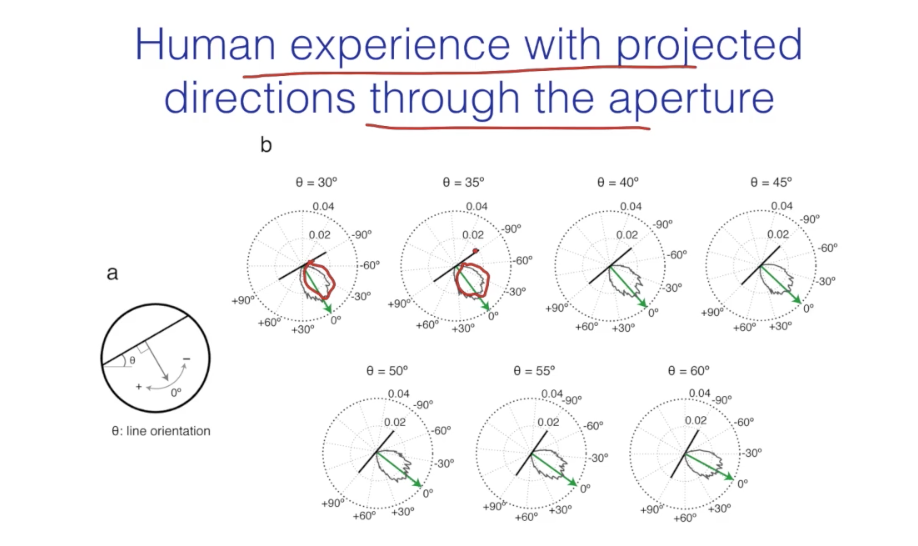 Human experience with projected
directions through the aperture
b
θ = 30º
0.04
0.02
-90º
-60º
-30º
0º
+30º
+60º
+90º
θ = 35º
0.04
0.02
-90º
-60º
-30º
0º
+30º
+60º
+90º
θ = 40º
0.04
0.02
-90º
-60º
-30º
0º
+30º
+60º
+90º
θ = 45º
0.04
0.02
-90º
-60º
-30º
0º
+30º
+60º
+90º
a
θ
+
−
0º
θ: line orientation
θ = 50º
0.04
0.02
-90º
-60º
-30º
0º
+30º
+60º
+90º
θ = 55º
0.04
0.02
-90º
-60º
-30º
0º
+30º
+60º
+90º
θ = 60º
0.04
0.02
-90º
-60º
-30º
0º
+30º
+60º
+90º